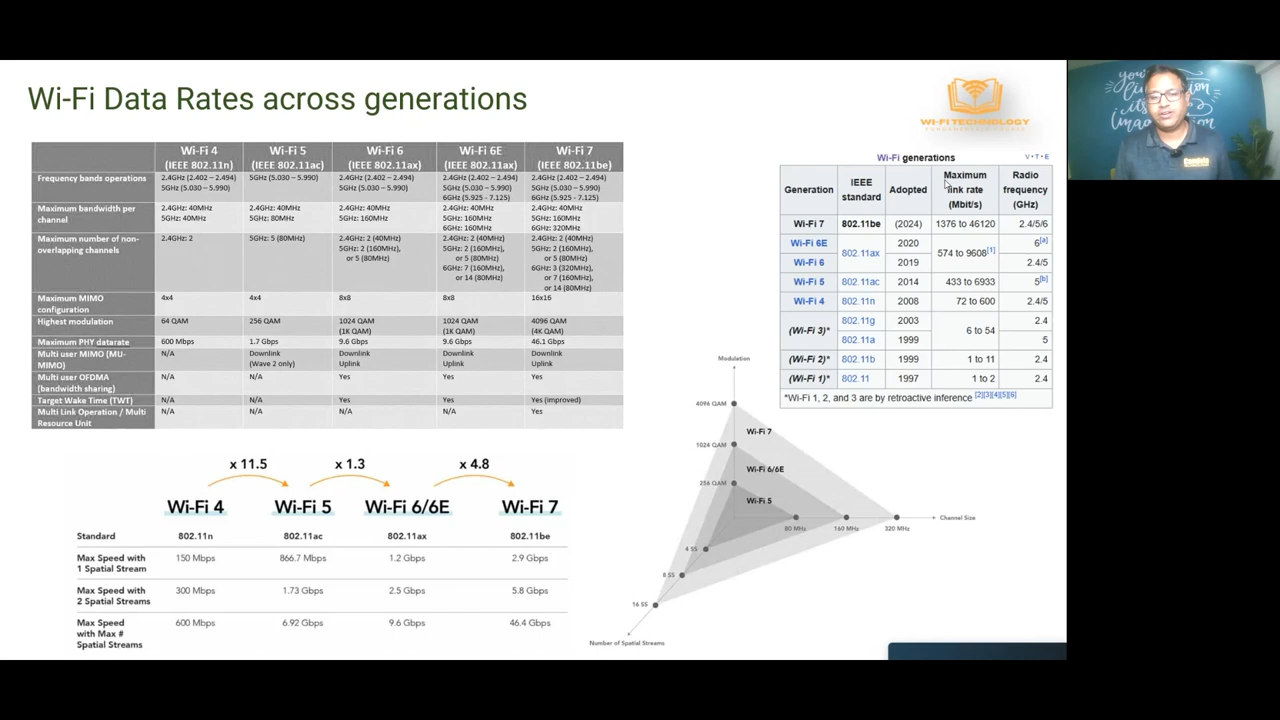 Wi-Fi Data Rates across generations
WI-FI TECHNOLOGY
Wi-Fi 4 (IEEE 802.11n) Wi-Fi 5 (IEEE 802.11ac) Wi-Fi 6 (IEEE 802.11ax) Wi-Fi 6E (IEEE 802.11ax) Wi-Fi 7 (IEEE 802.11be)
Frequency bands operations
2.4GHz (2.402 – 2.494)
5GHz (5.030 – 5.990)
5GHz (5.030 – 5.990)
2.4GHz (2.402 – 2.494)
5GHz (5.030 – 5.990)
2.4GHz (2.402 – 2.494)
5GHz (5.030 – 5.990)
6GHz (5.925 - 7.125)
2.4GHz (2.402 – 2.494)
5GHz (5.030 – 5.990)
6GHz (5.925 - 7.125)
Maximum bandwidth per
channel
2.4GHz: 40MHz
5GHz: 40MHz
2.4GHz: 40MHz
5GHz: 80MHz
2.4GHz: 40MHz
5GHz: 160MHz
2.4GHz: 40MHz
5GHz: 160MHz
6GHz: 160MHz
2.4GHz: 40MHz
5GHz: 160MHz
6GHz: 320MHz
Maximum number of non-
overlapping channels
2.4GHz: 2
5GHz: 5 (80MHz)
2.4GHz: 2 (40MHz)
5GHz: 2 (160MHz),
or 5 (80MHz)
2.4GHz: 2 (40MHz)
5GHz: 2 (160MHz),
or 5 (80MHz)
6GHz: 7 (160MHz),
or 14 (80MHz)
2.4GHz: 2 (40MHz)
5GHz: 2 (160MHz),
or 5 (80MHz)
6GHz: 3 (320MHz)
or 7 (160MHz),
or 14 (80MHz)
Maximum MIMO
configuration
4x4
4x4
8x8
8x8
16x16
Highest modulation
64 QAM
256 QAM
1024 QAM
(1K QAM)
1024 QAM
(1K QAM)
4096 QAM
(4K QAM)
Maximum PHY datarate
600 Mbps
1.7 Gbps
9.6 Gbps
9.6 Gbps
46.1 Gbps
Multi user MIMO (MU-
MIMO)
N/A
Downlink
(Wave 2 only)
Downlink
Uplink
Downlink
Uplink
Downlink
Uplink
Multi user OFDMA
(bandwidth sharing)
N/A
N/A
Yes
Yes
Yes
Target Wake Time (TWT)
N/A
N/A
Yes
Yes
Yes (improved)
Multi Link Operation / Multi
Resource Unit
N/A
N/A
N/A
N/A
Yes
x 11.5 x 1.3 x 4.8
Wi-Fi 4 Wi-Fi 5 Wi-Fi 6/6E Wi-Fi 7
Standard 802.11n 802.11ac 802.11ax 802.11be
Max Speed with
1 Spatial Stream
150 Mbps 866.7 Mbps 1.2 Gbps 2.9 Gbps
Max Speed with
2 Spatial Streams
300 Mbps 1.73 Gbps 2.5 Gbps 5.8 Gbps
Max Speed
with Max #
Spatial Streams
600 Mbps 6.92 Gbps 9.6 Gbps 46.4 Gbps
Wi-Fi generations V•T•E
Generation
IEEE
standard
Adopted
Maximum
link rate
(Mbit/s)
Radio
frequency
(GHz)
Wi-Fi 7 802.11be (2024) 1376 to 46120 2.4/5/6
Wi-Fi 6E 802.11ax 2020 574 to 9608[1] 6[a]
Wi-Fi 6 2019 2.4/5
Wi-Fi 5 802.11ac 2014 433 to 6933 5[b]
Wi-Fi 4 802.11n 2008 72 to 600 2.4/5
(Wi-Fi 3)* 802.11g 2003 6 to 54 2.4
802.11a 1999 5
(Wi-Fi 2)* 802.11b 1999 1 to 11 2.4
(Wi-Fi 1)* 802.11 1997 1 to 2 2.4
*Wi-Fi 1, 2, and 3 are by retroactive inference [2][3][4][5][6]
Modulation
4096 QAM
Wi-Fi 7
1024 QAM
Wi-Fi 6/6E
256 QAM
Wi-Fi 5
80 MHz 160 MHz 320 MHz
Channel Size
4 SS
8 SS
16 SS
Number of Spatial Streams